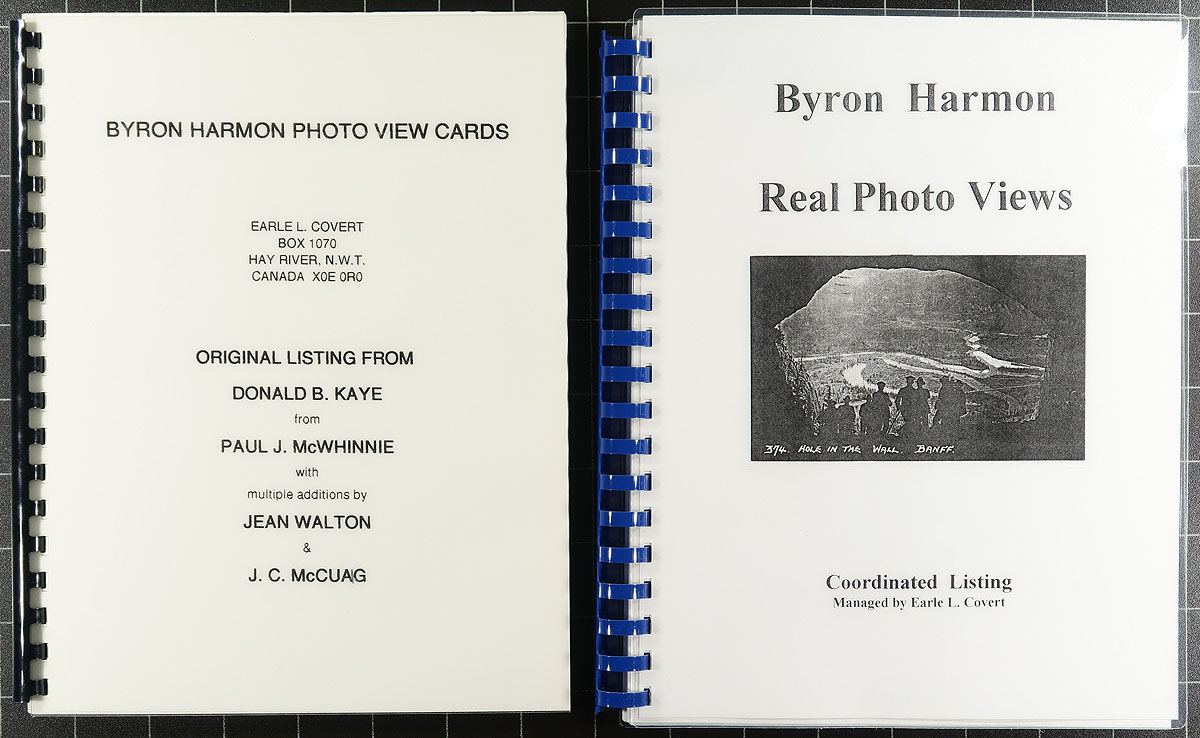 BYRON HARMON PHOTO VIEW CARDS
EARLE L. COVERT
BOX 1070
HAY RIVER, N.W.T.
CANADA X0E 0R0
ORIGINAL LISTING FROM
DONALD B. KAYE
from
PAUL J. McWHINNIE
with
multiple additions by
JEAN WALTON
&
J. C. McCUAIG
Byron Harmon
Real Photo Views
374. HOLE IN THE WALL. BANFF.
Coordinated Listing
Managed by Earle L. Covert